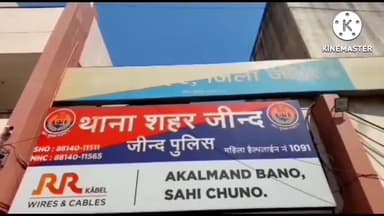 KINEMASTER
जिला जीन्द
थाना शहर जीन्द
जीन्द पुलिस
SHO : 88140-11511
MHC : 88140-11565
महिला हैल्पलाईन नं 1091
RR KABEL
WIRES & CABLES
AKALMAND BANO,
SAHI CHUNO.